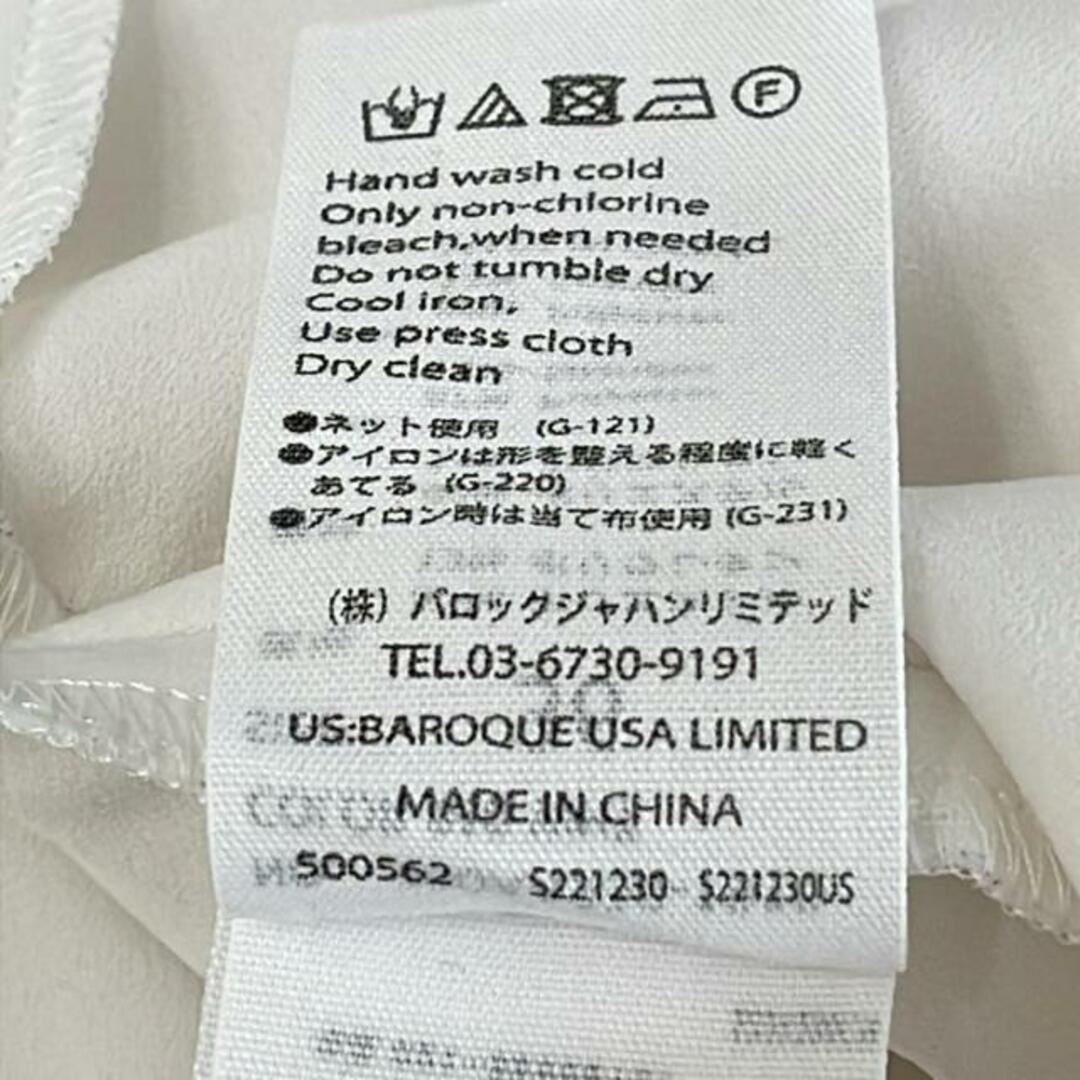 F
Hand wash cold
Only non-chlorine
bleach,when needed
Do not tumble dry
Cool iron,
Use press cloth
Dry clean
●ネット使用 (G-121)
●アイロンは形を整える程度に軽く
あてる (G-220)
●アイロン時は当て布使用 (G-231)
(株) バロックジャパンリミテッド
TEL.03-6730-9191
US:BAROQUE USA LIMITED
MADE IN CHINA
500562 S221230 S221230US